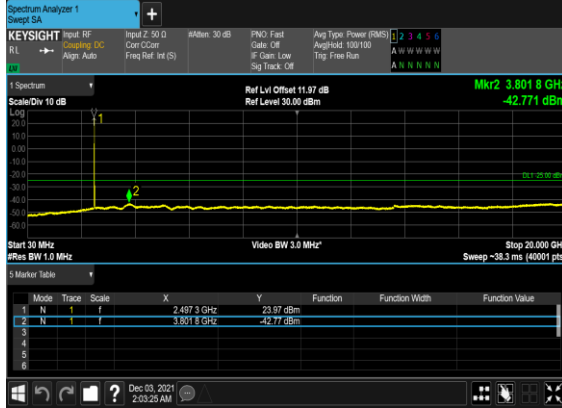 Spectrum Analyzer 1
Swept SA
+
KEYSIGHT Input: RF Input Z: 50 Ω #Atten: 30 dB PNO: Fast Avg Type: Power (RMS) 1 2 3 4 5 6
RL Coupling: DC Corr CCorr Gate: Off Avg|Hold: 100/100 A W W W W W
Align: Auto Freq Ref: Int (S) IF Gain: Low Trig: Free Run A N N N N N
Sig Track: Off
1 Spectrum Ref Lvl Offset 11.97 dB Mkr2 3.801 8 GHz
Scale/Div 10 dB Ref Level 30.00 dBm -42.771 dBm
Log
20.0
10.0
0.00
-10.0
-20.0
-30.0
-40.0
-50.0
-60.0
1
2
DL1 -25.00 dBm
Start 30 MHz Video BW 3.0 MHz* Stop 20.000 GHz
#Res BW 1.0 MHz Sweep ~38.3 ms (40001 pts)
5 Marker Table
Mode Trace Scale X Y Function Function Width Function Value
1 N 1 f 2.497 3 GHz 23.97 dBm
2 N 1 f 3.801 8 GHz -42.77 dBm
3
4
5
6
? Dec 03, 2021
2:03:25 AM